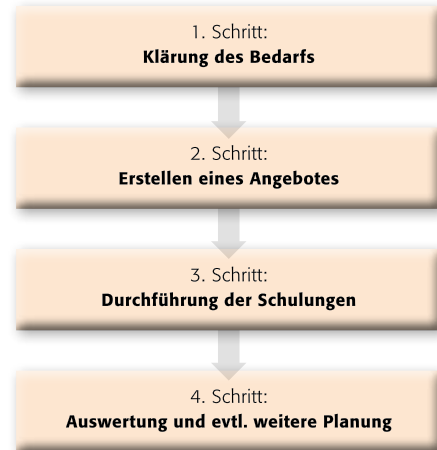 1. Schritt:
Klärung des Bedarfs
2. Schritt:
Erstellen eines Angebotes
3. Schritt:
Durchführung der Schulungen
4. Schritt:
Auswertung und evtl. weitere Planung